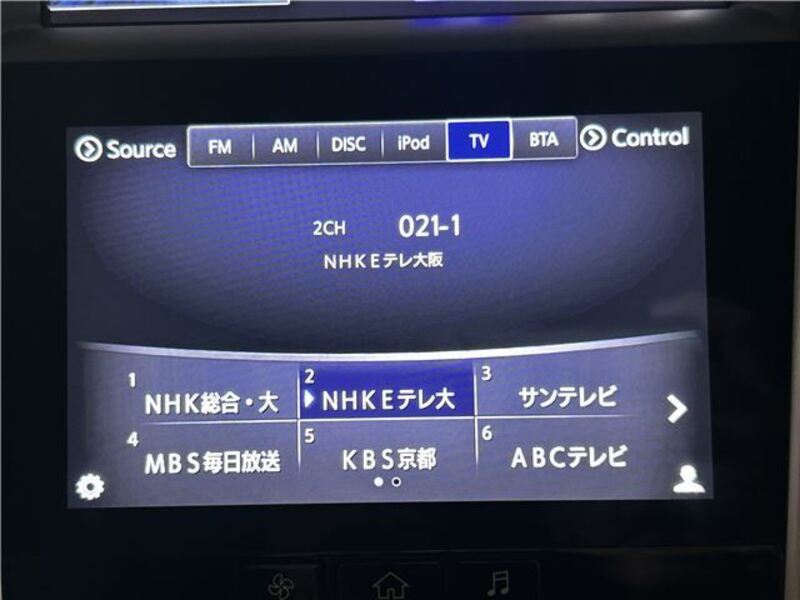 Source FM AM DISC iPod TV BTA Control
2CH 021-1
NHKEテレ大阪
1 NHK総合・大 2 NHKEテレ大 3 サンテレビ
4 MBS毎日放送 5 KBS京都 6 ABCテレビ